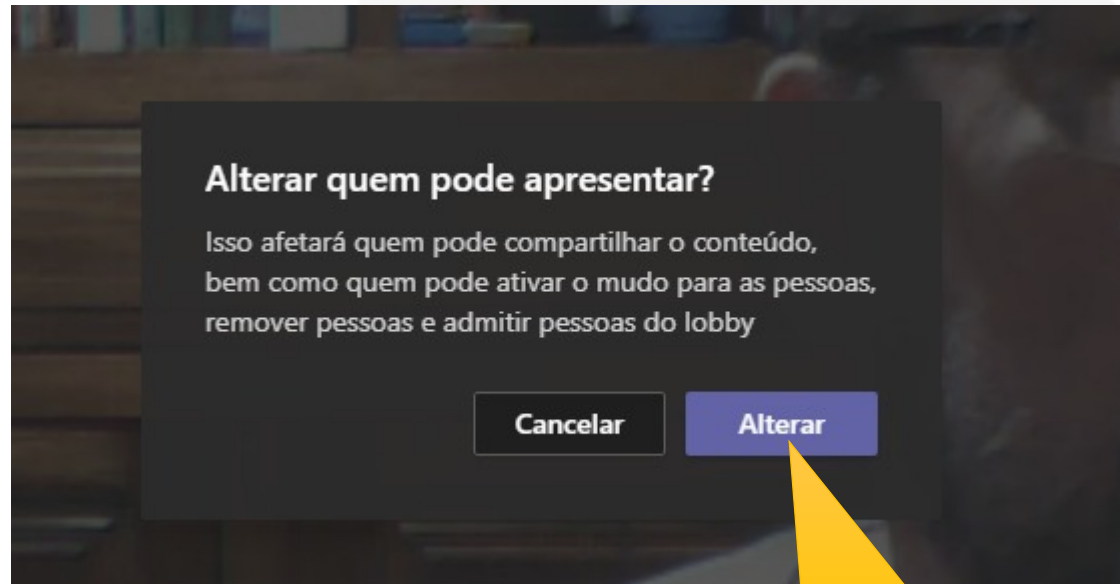 Alterar quem pode apresentar?
Isso afetará quem pode compartilhar o conteúdo,
bem como quem pode ativar o mudo para as pessoas,
remover pessoas e admitir pessoas do lobby
Cancelar
Alterar